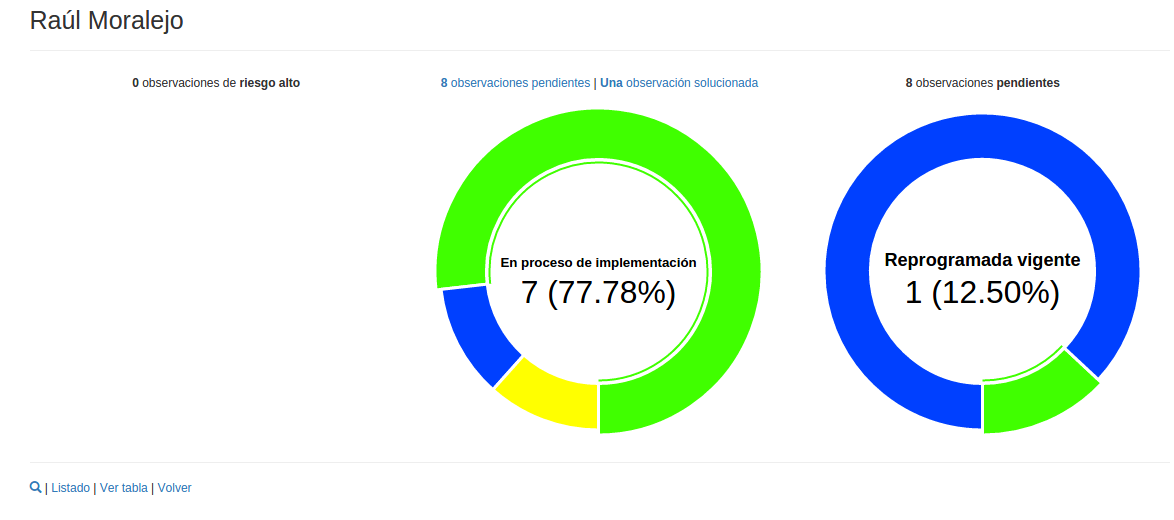 Raúl Moralejo
0 observaciones de riesgo alto
8 observaciones pendientes | Una observación solucionada
8 observaciones pendientes
En proceso de implementación
7 (77.78%)
Reprogramada vigente
1 (12.50%)
| Listado | Ver tabla | Volver